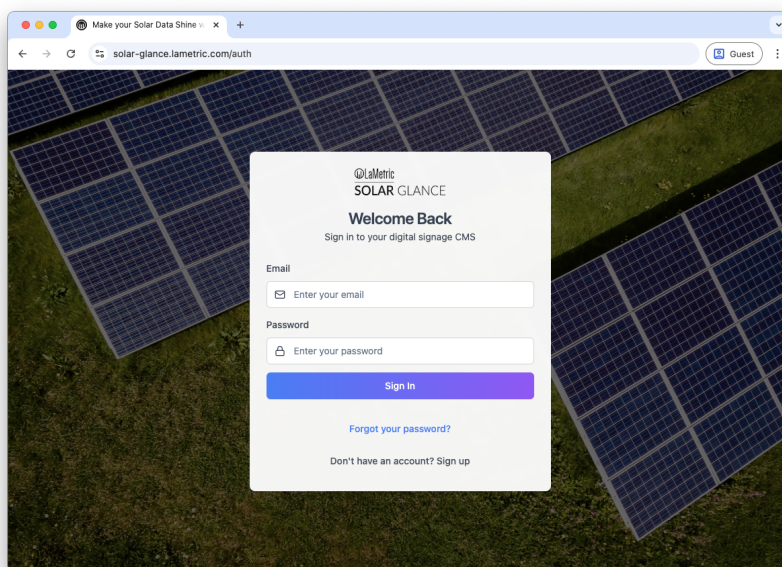 Make your Solar Data Shine
solar-glance.lametric.com/auth
Guest
LaMetric
SOLAR GLANCE
Welcome Back
Sign in to your digital signage CMS
Email
Enter your email
Password
Enter your password
Sign In
Forgot your password?
Don't have an account? Sign up